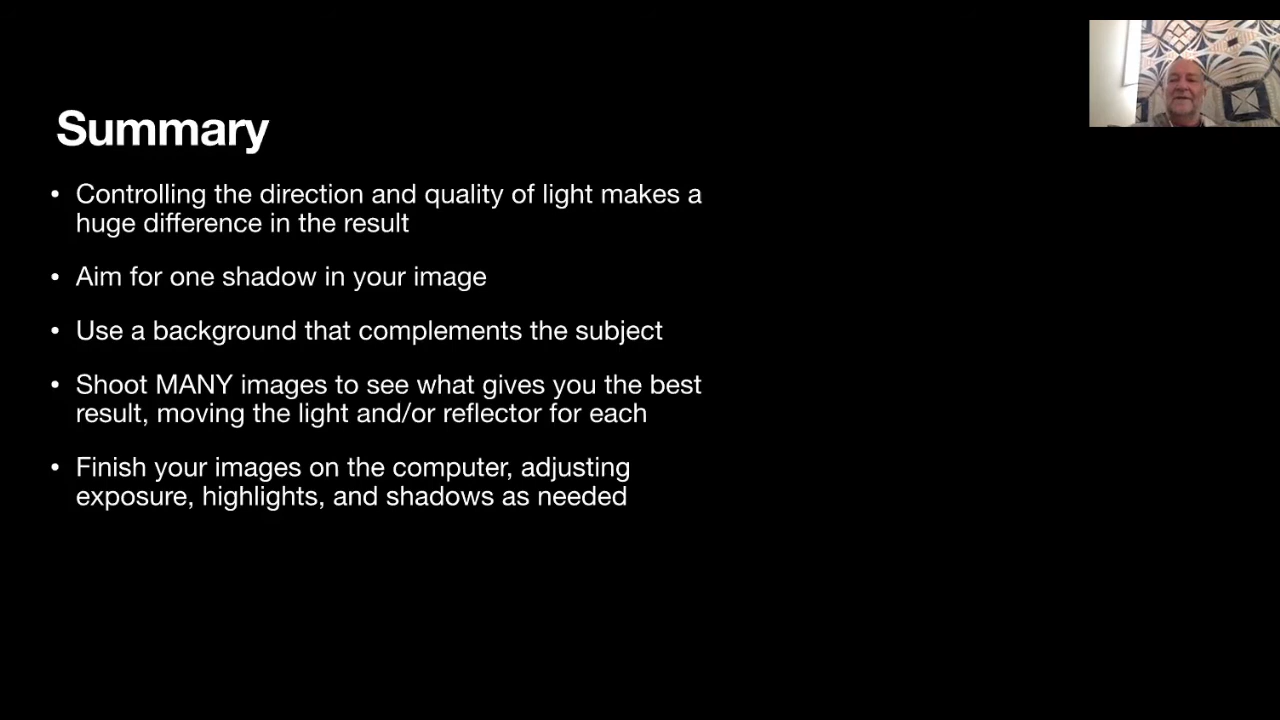 Summary
• Controlling the direction and quality of light makes a
huge difference in the result
• Aim for one shadow in your image
• Use a background that complements the subject
• Shoot MANY images to see what gives you the best
result, moving the light and/or reflector for each
• Finish your images on the computer, adjusting
exposure, highlights, and shadows as needed